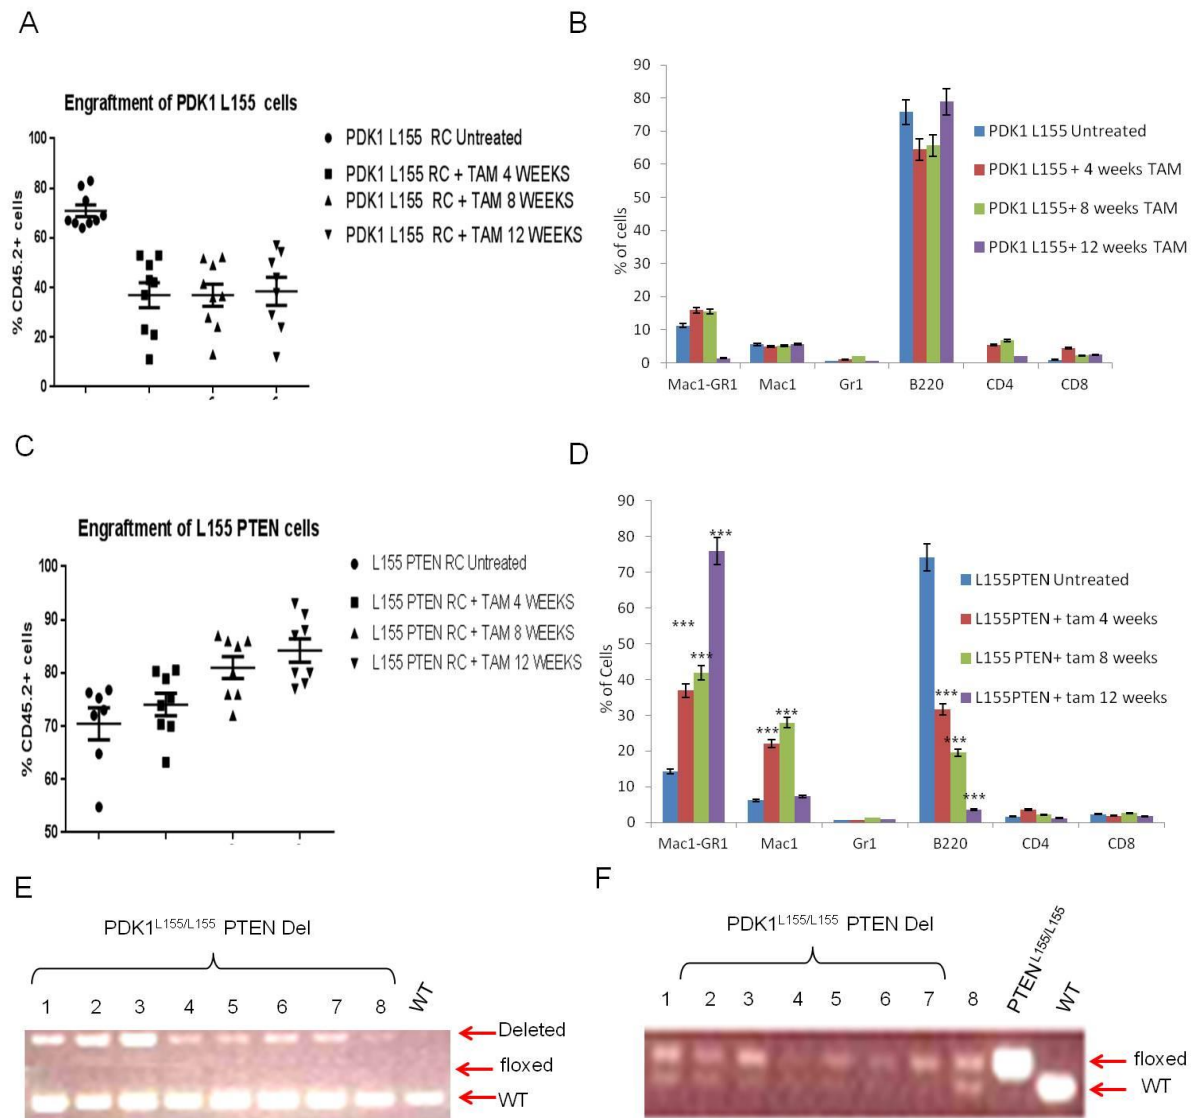 A
Engraftment of PDK1 L155 cells
% CD45.2+ cells
100
80
60
40
20
0
PDK1 L155 RC Untreated
PDK1 L155 RC + TAM 4 WEEKS
PDK1 L155 RC + TAM 8 WEEKS
PDK1 L155 RC + TAM 12 WEEKS
B
% of cells
90
80
70
60
50
40
30
20
10
0
Mac1-GR1 Mac1 Gr1 B220 CD4 CD8
PDK1 L155 Untreated
PDK1 L155 + 4 weeks TAM
PDK1 L155+ 8 weeks TAM
PDK1 L155+ 12 weeks TAM
C
Engraftment of L155 PTEN cells
% CD45.2+ cells
100
90
80
70
60
50
L155 PTEN RC Untreated
L155 PTEN RC + TAM 4 WEEKS
L155 PTEN RC + TAM 8 WEEKS
L155 PTEN RC + TAM 12 WEEKS
D
% of Cells
90
80
70
60
50
40
30
20
10
0
*** *** ***
*** ***
*** *** ***
Mac1-GR1 Mac1 Gr1 B220 CD4 CD8
L155PTEN Untreated
L155PTEN + tam 4 weeks
L155 PTEN+ tam 8 weeks
L155PTEN + tam 12 weeks
E
PDK1L155/L155 PTEN Del
1 2 3 4 5 6 7 8 WT
Deleted
floxed
WT
F
PDK1L155/L155 PTEN Del
1 2 3 4 5 6 7 8 PTENL155/L155 WT
floxed
WT